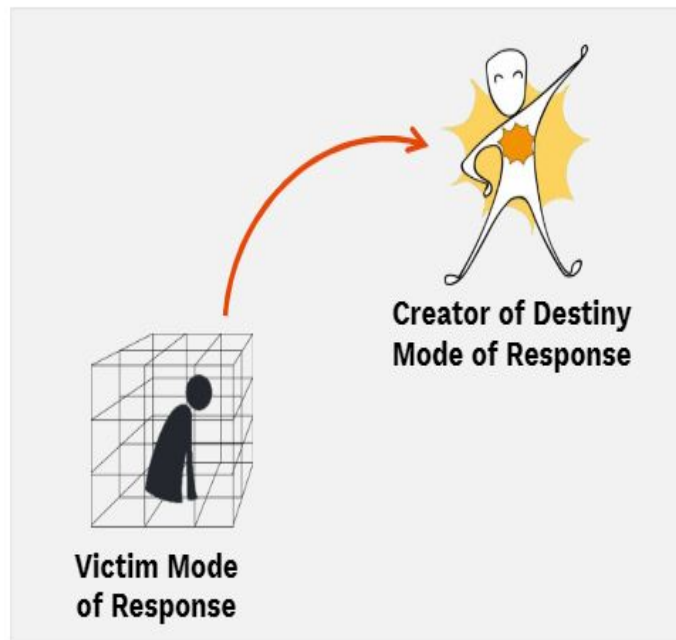 Creator of Destiny
Mode of Response
Victim Mode
of Response